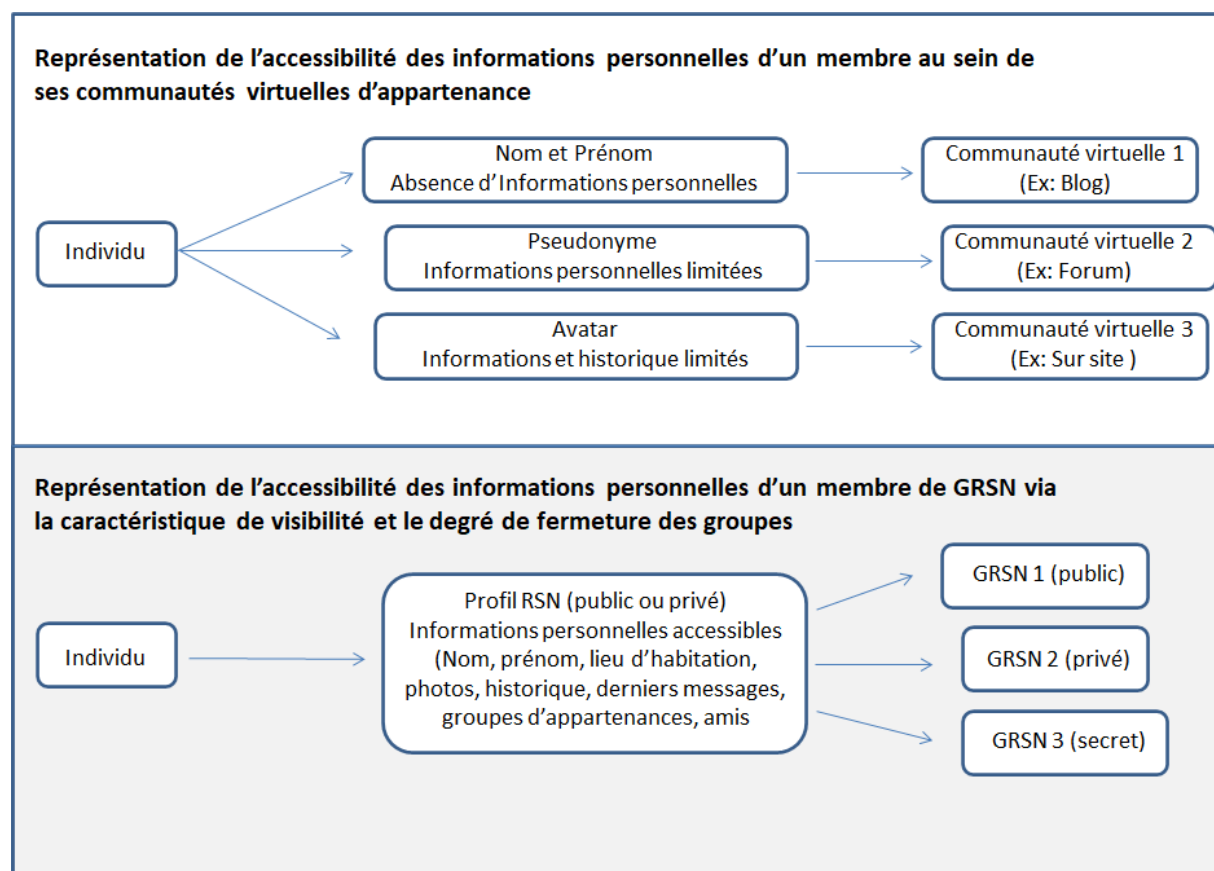 Représentation de l'accessibilité des informations personnelles d'un membre au sein de
ses communautés virtuelles d'appartenance
Individu
Nom et Prénom
Absence d'Informations personnelles
Communauté virtuelle 1
(Ex: Blog)
Pseudonyme
Informations personnelles limitées
Communauté virtuelle 2
(Ex: Forum)
Avatar
Informations et historique limités
Communauté virtuelle 3
(Ex: Sur site )
Représentation de l'accessibilité des informations personnelles d'un membre de GRSN via
la caractéristique de visibilité et le degré de fermeture des groupes
Individu
Profil RSN (public ou privé)
Informations personnelles accessibles
(Nom, prénom, lieu d'habitation,
photos, historique, derniers messages,
groupes d'appartenances, amis
GRSN 1 (public)
GRSN 2 (privé)
GRSN 3 (secret)